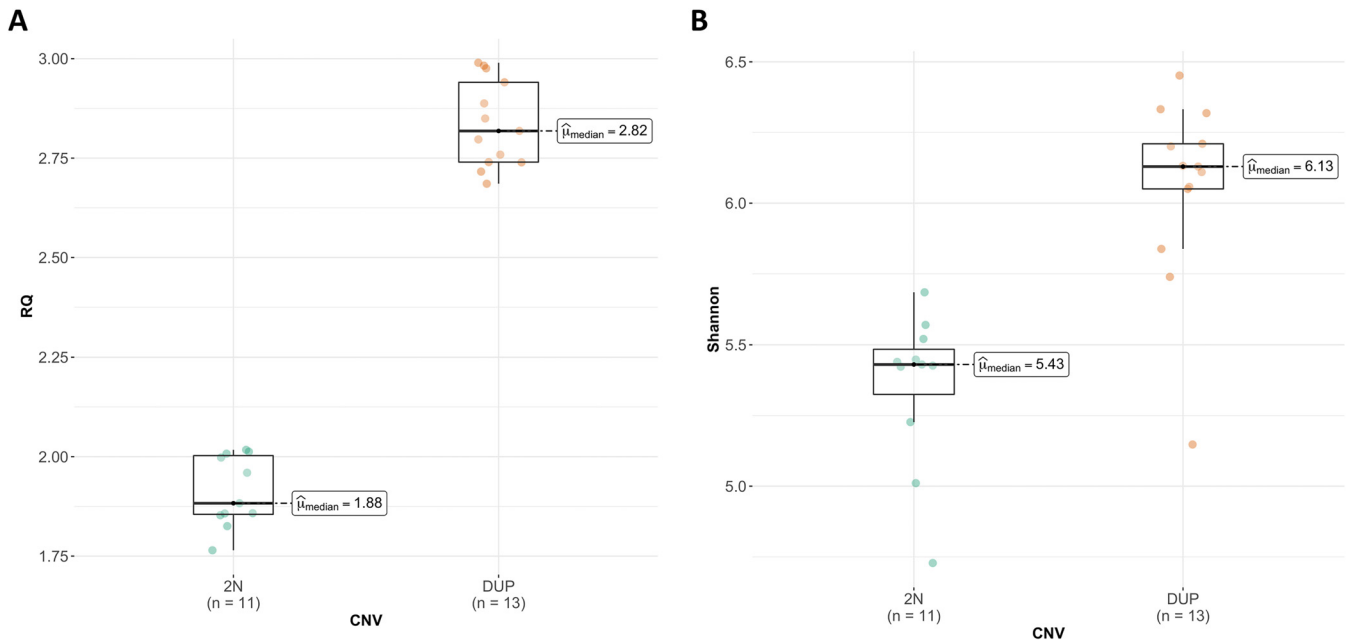 A
3.00
2.75
2.50
2.25
2.00
1.75
RQ
μ̂median = 2.82
μ̂median = 1.88
2N
(n = 11)
DUP
(n = 13)
CNV
B
6.5
6.0
5.5
5.0
Shannon
μ̂median = 6.13
μ̂median = 5.43
2N
(n = 11)
DUP
(n = 13)
CNV